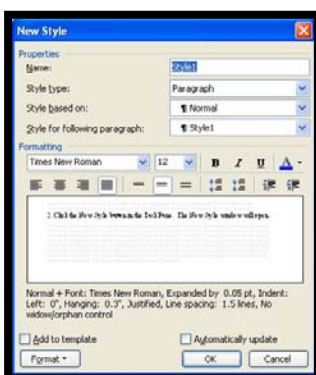 New Style
Properties
Name: Style1
Style type: Paragraph
Style based on: ¶ Normal
Style for following paragraph: ¶ Style1
Formatting
Times New Roman 12 B I U A
2. Click the New Style button in the Task Pane. The New Style window will open.
Normal + Font: Times New Roman, Expanded by 0.05 pt, Indent:
Left: 0", Hanging: 0.3", Justified, Line spacing: 1.5 lines, No
widow/orphan control
Add to template Automatically update
Format OK Cancel